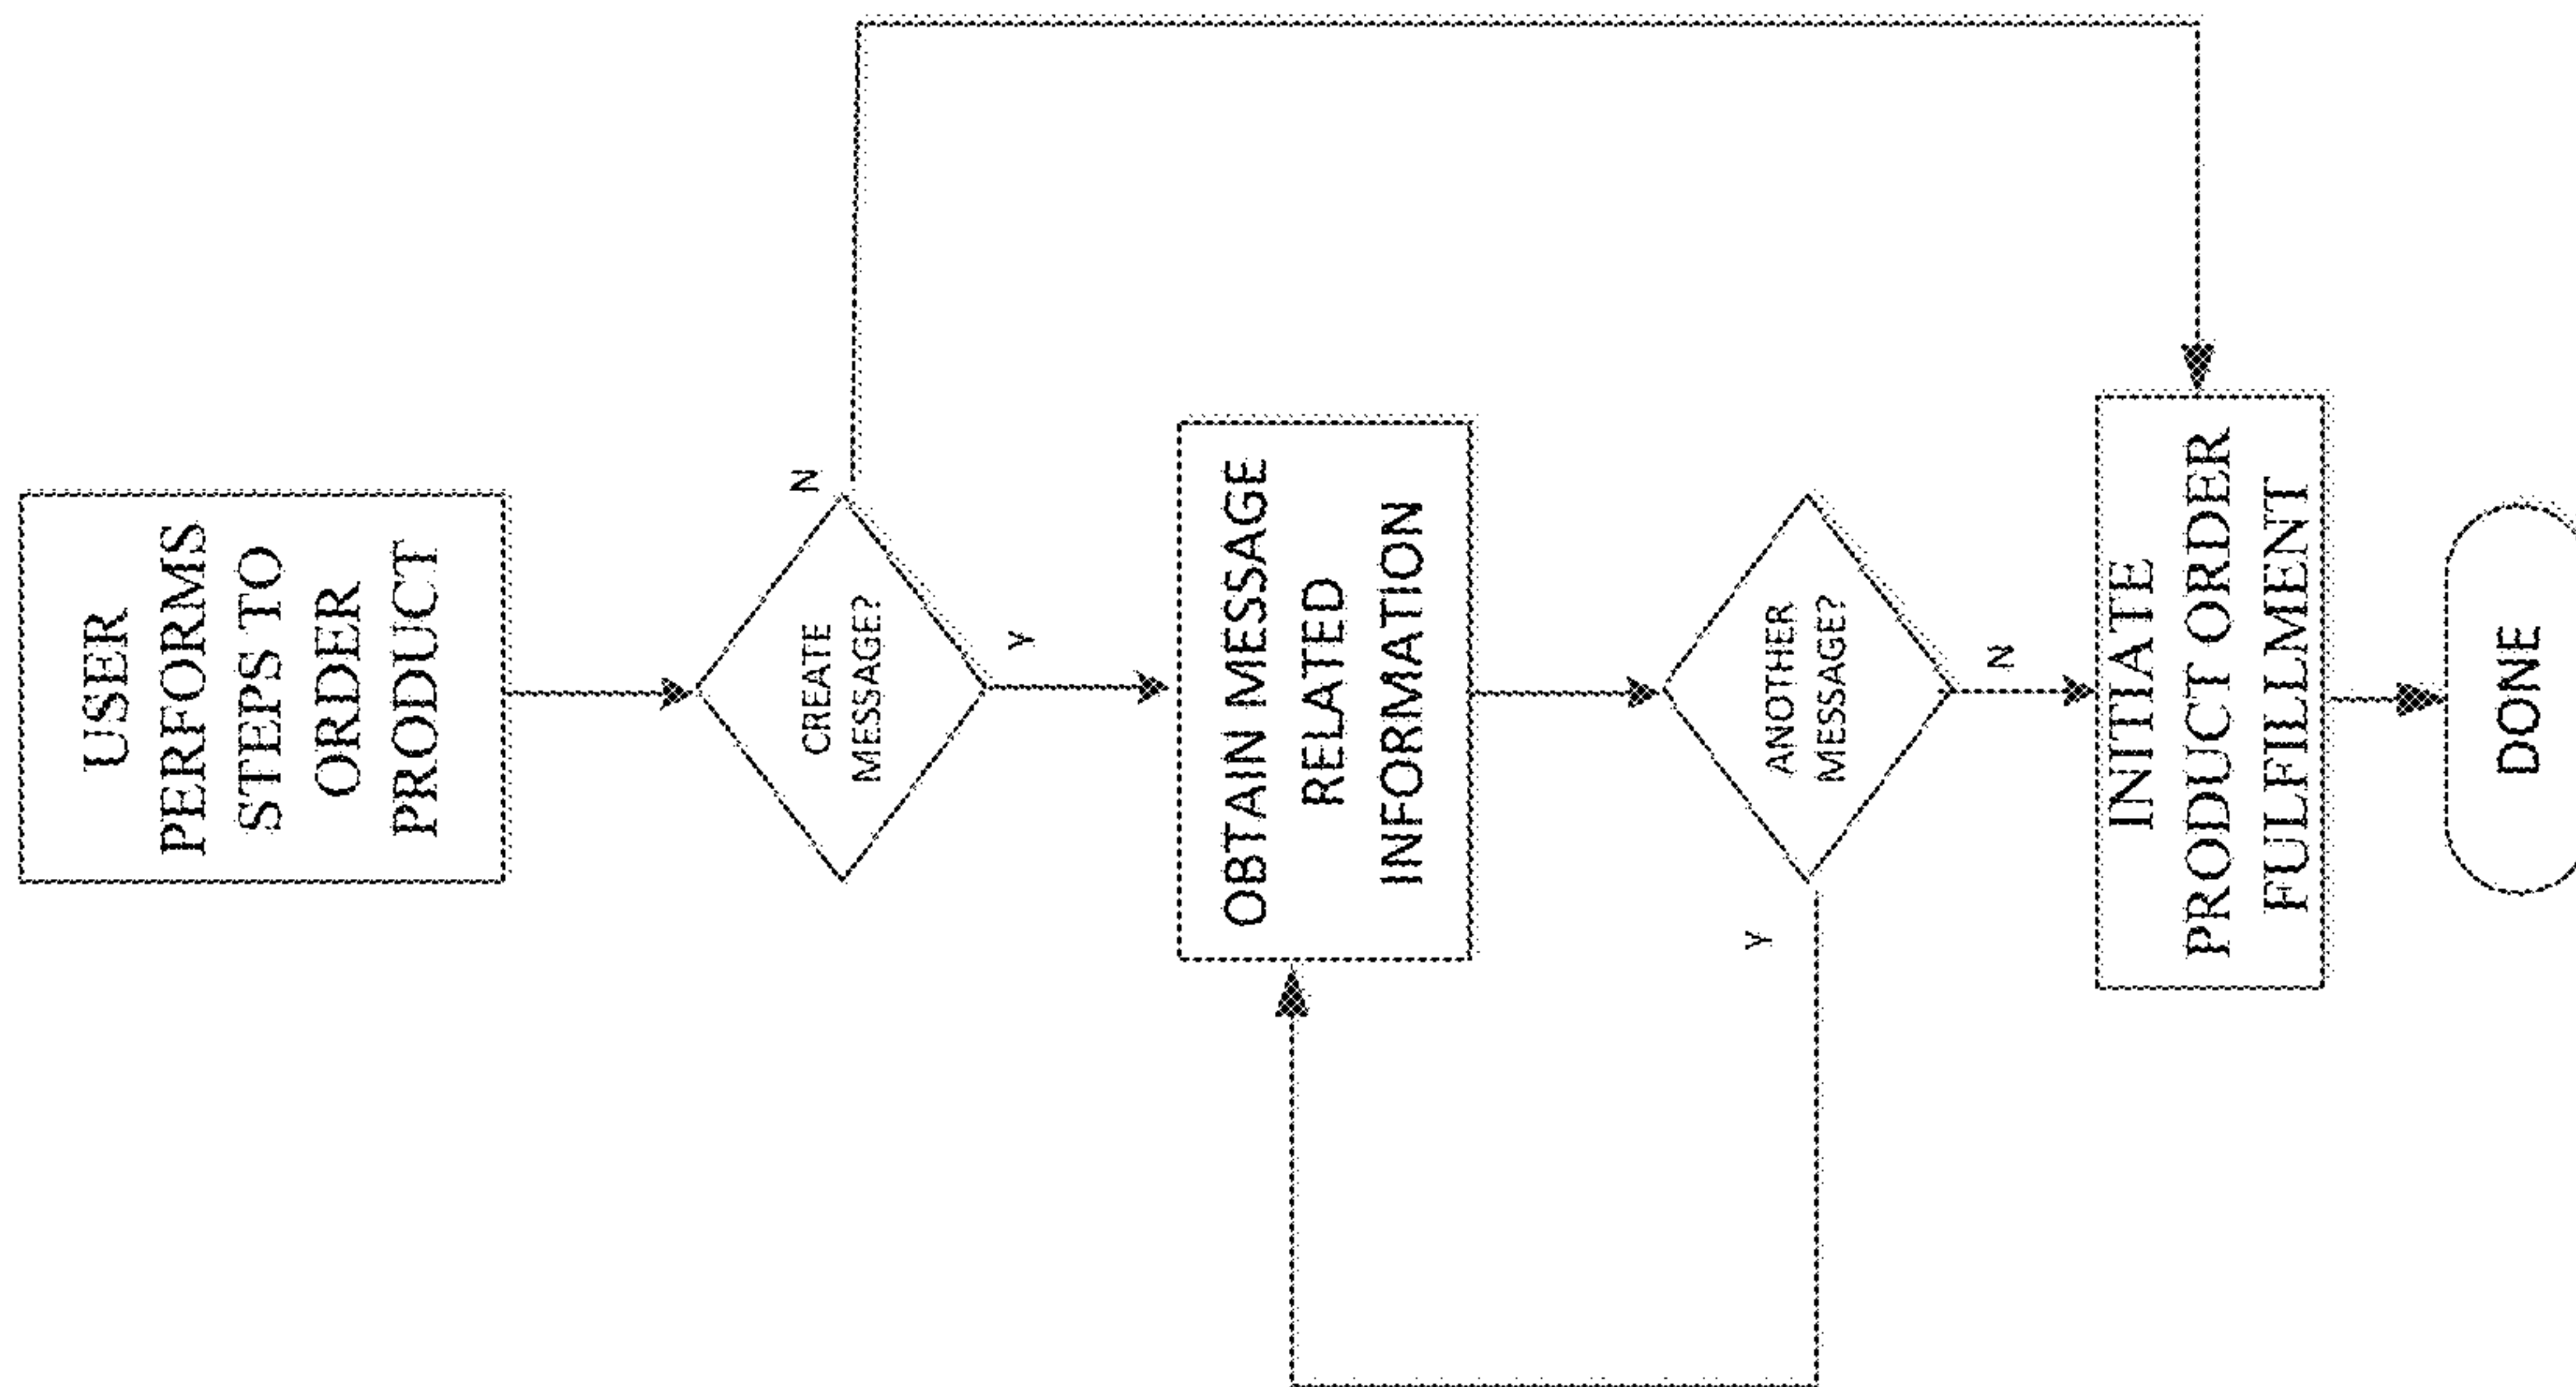 USER
PERFORMS
STEPS TO
ORDER
PRODUCT
N
CREATE
MESSAGE?
Y
OBTAIN MESSAGE
RELATED
INFORMATION
ANOTHER
MESSAGE?
Y
N
INITIATE
PRODUCT ORDER
FULFILLMENT
DONE